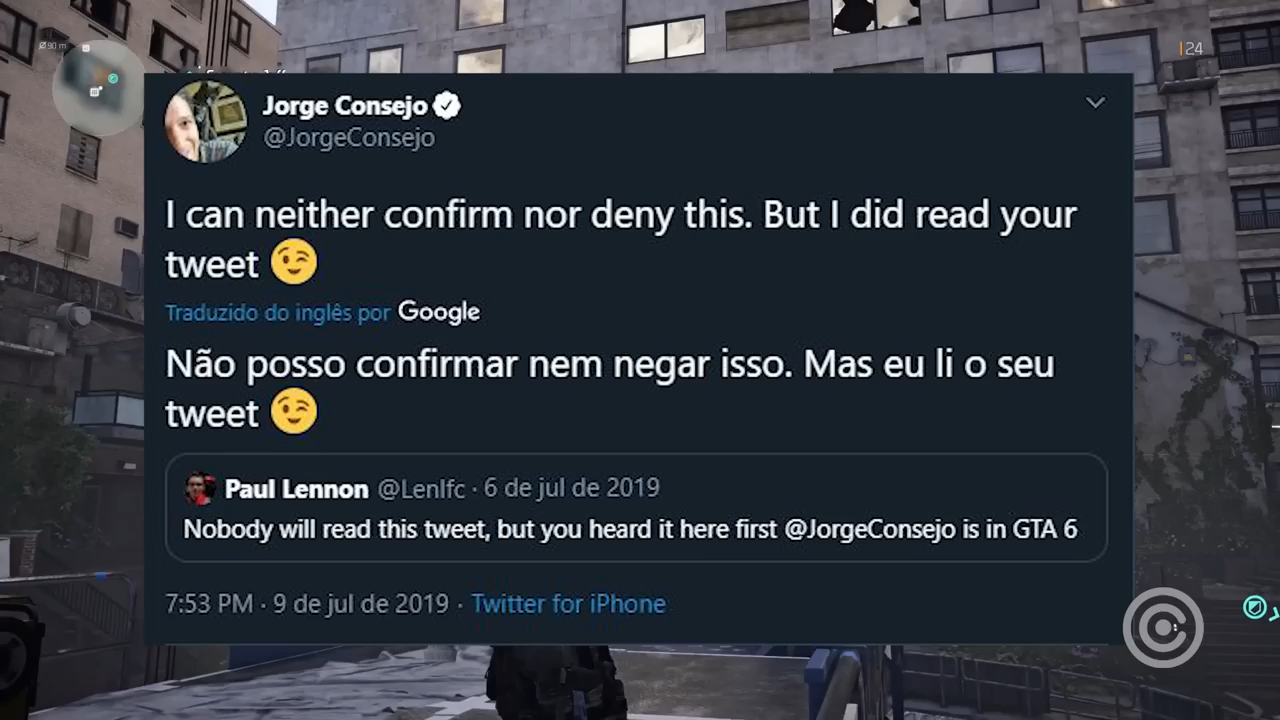 90 m
24
Jorge Consejo
@JorgeConsejo
I can neither confirm nor deny this. But I did read your
tweet 😉
Traduzido do inglês por Google
Não posso confirmar nem negar isso. Mas eu li o seu
tweet 😉
Paul Lennon @Lenlfc · 6 de jul de 2019
Nobody will read this tweet, but you heard it here first @JorgeConsejo is in GTA 6
7:53 PM · 9 de jul de 2019 · Twitter for iPhone